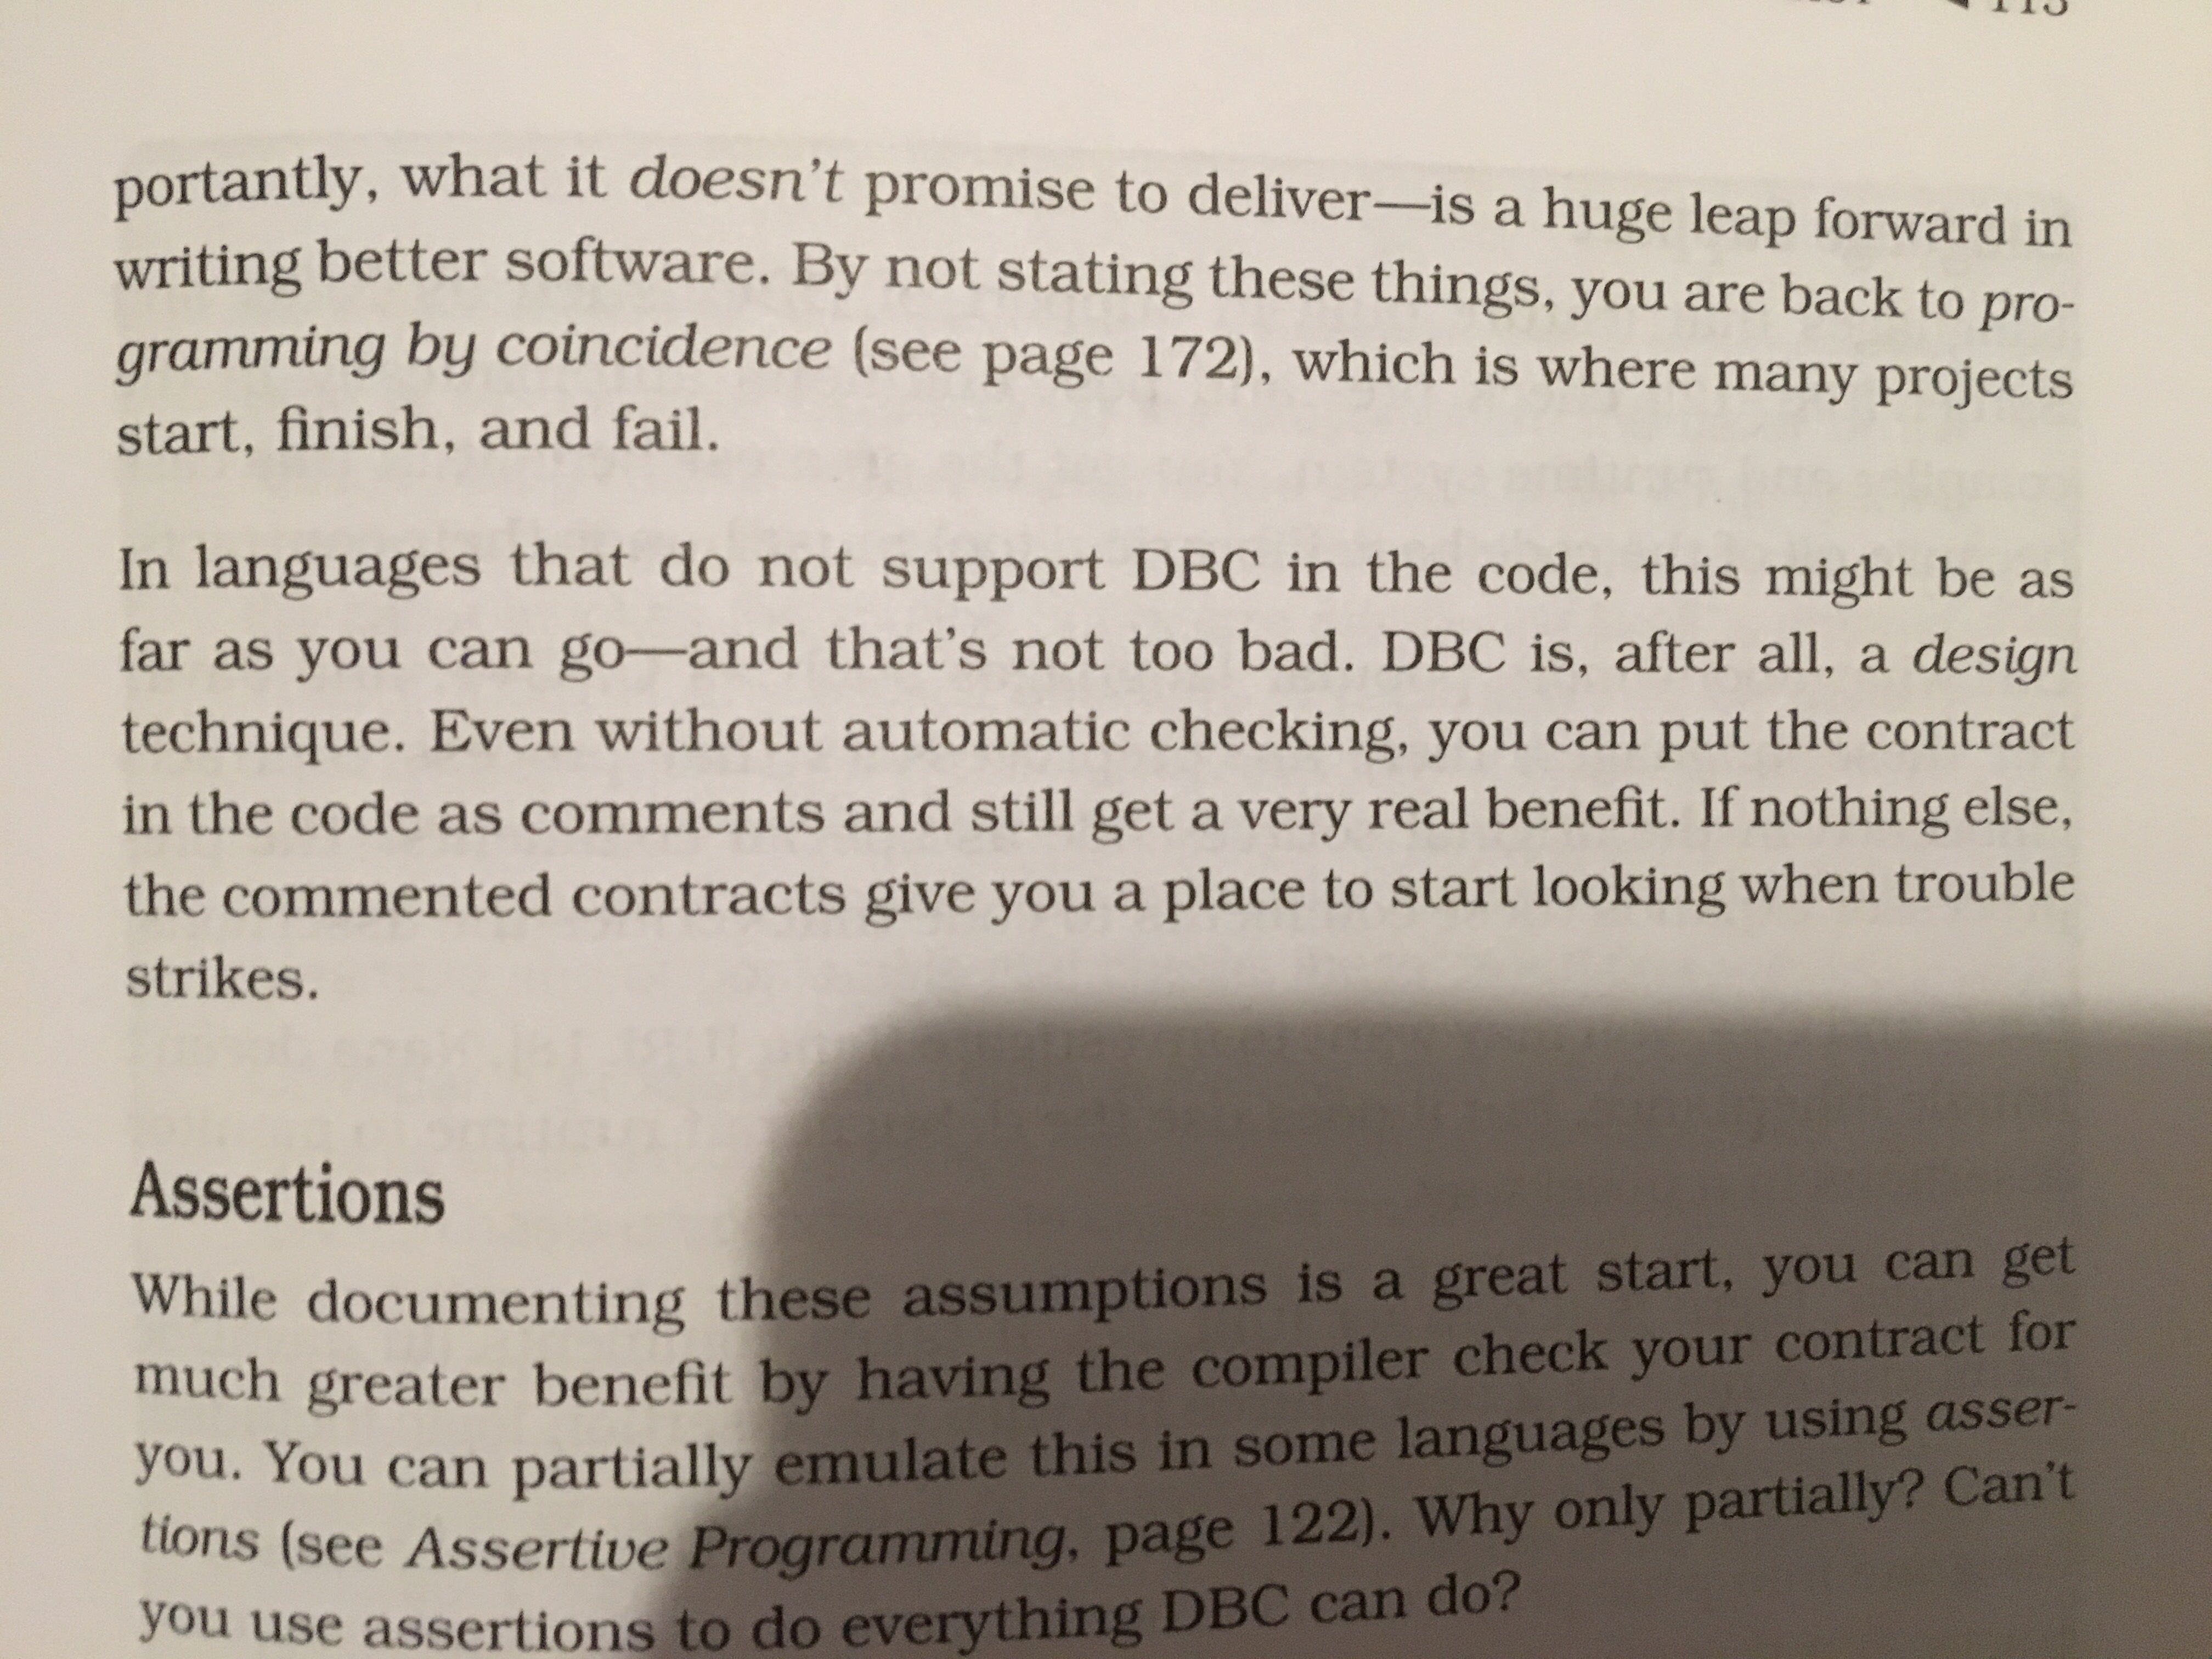 portantly, what it doesn't promise to deliver—is a huge leap forward in
writing better software. By not stating these things, you are back to pro-
gramming by coincidence (see page 172), which is where many projects
start, finish, and fail.
In languages that do not support DBC in the code, this might be as
far as you can go—and that's not too bad. DBC is, after all, a design
technique. Even without automatic checking, you can put the contract
in the code as comments and still get a very real benefit. If nothing else,
the commented contracts give you a place to start looking when trouble
strikes.
Assertions
While documenting these assumptions is a great start, you can get
much greater benefit by having the compiler check your contract for
you. You can partially emulate this in some languages by using asser-
tions (see Assertive Programming, page 122). Why only partially? Can't
you use assertions to do everything DBC can do?